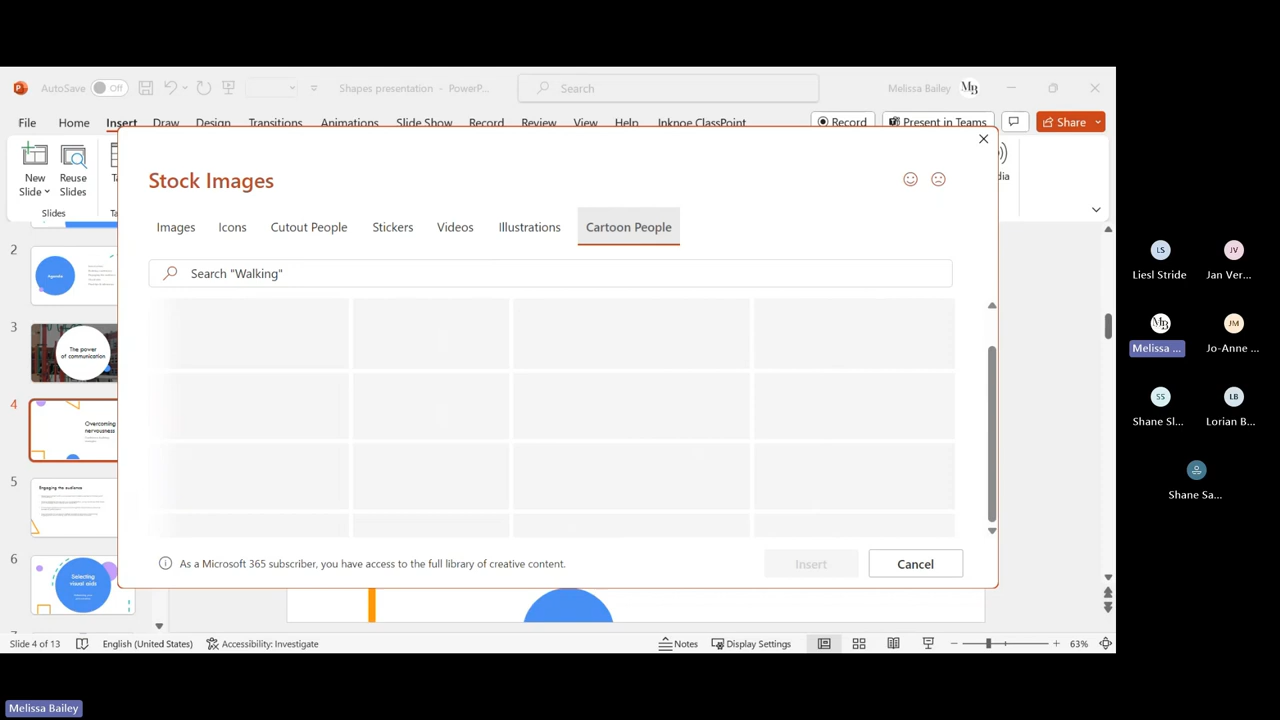 AutoSave Off Shapes presentation - PowerP... Search Melissa Bailey MB
File Home Insert Draw Design Transitions Animations Slide Show Record Review View Help Inknoe ClassPoint Record Present in Teams Share
New Slide Reuse Slides
Slides
Stock Images
Images Icons Cutout People Stickers Videos Illustrations Cartoon People
Search "Walking"
As a Microsoft 365 subscriber, you have access to the full library of creative content.
Insert Cancel
2
Agenda
3
The power
of communication
4
Overcoming
nervousness
5
Engaging the audience
6
Selecting
visual aids
Slide 4 of 13 English (United States) Accessibility: Investigate Notes Display Settings 63%
LS JV
Liesl Stride Jan Ver...
MB JM
Melissa ... Jo-Anne ...
SS LB
Shane Sl... Lorian B...
Shane Sa...
Melissa Bailey